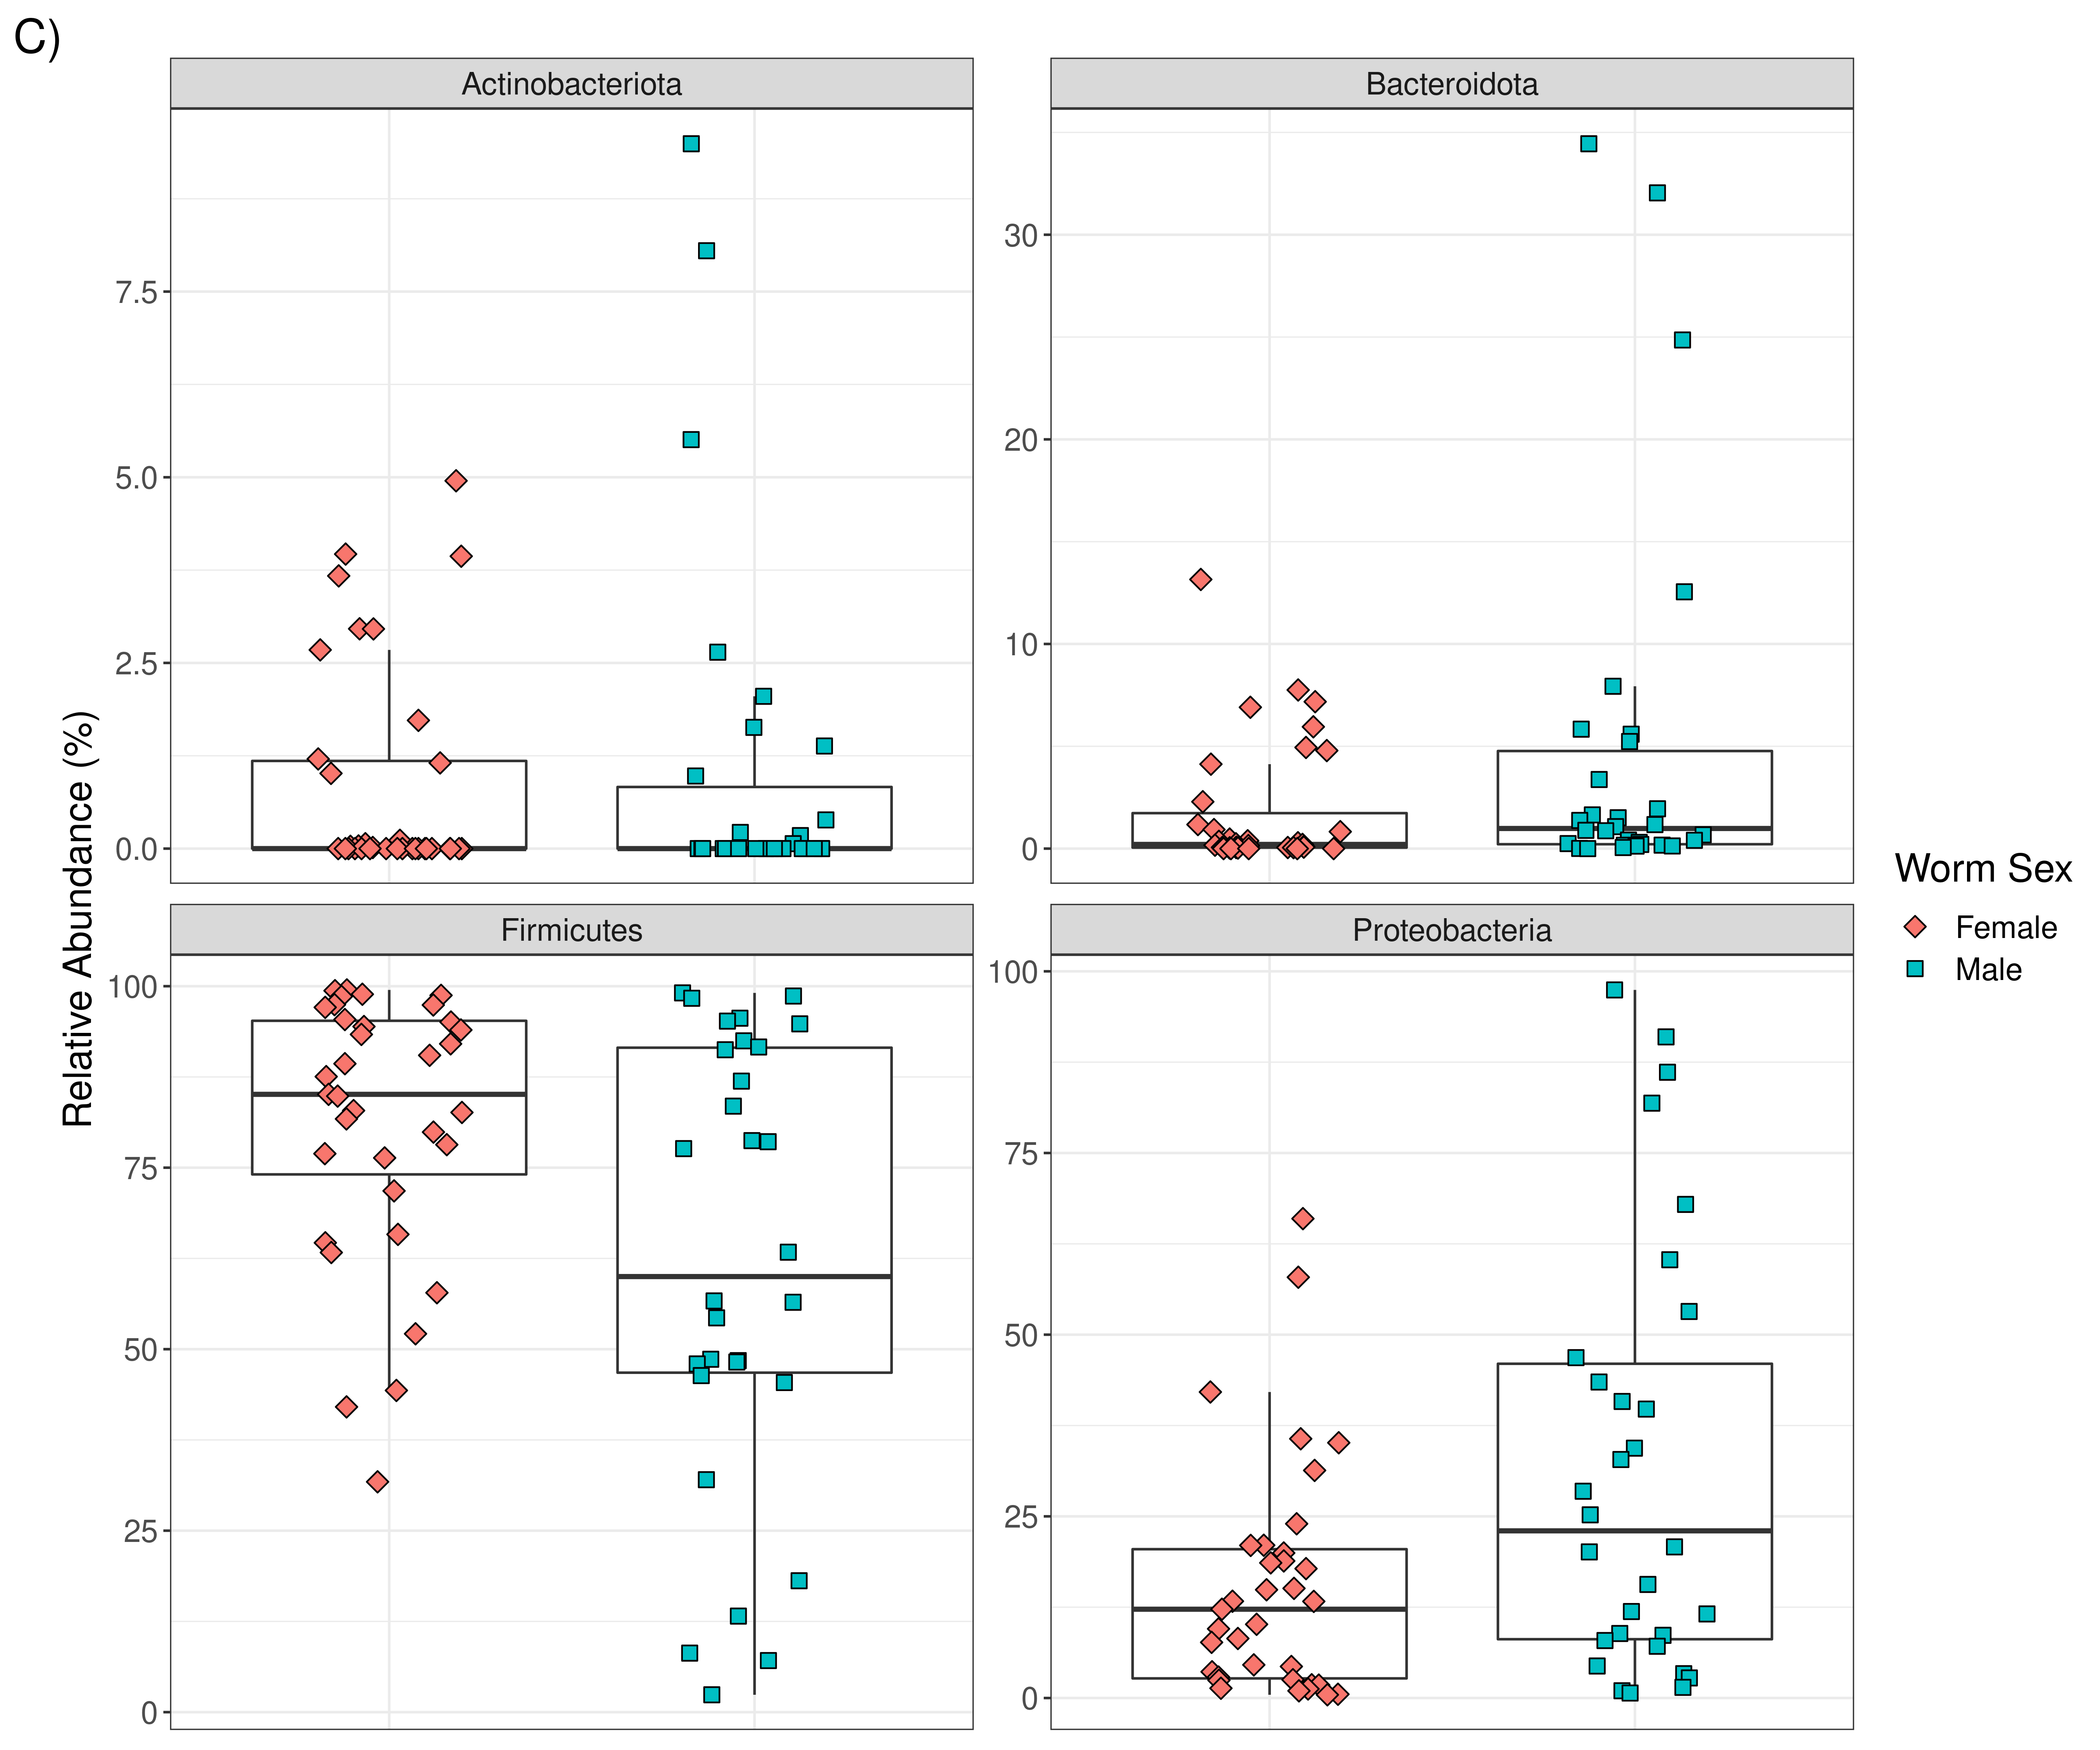 C)
Actinobacteriota
Bacteroidota
7.5
5.0
2.5
0.0
30
20
10
0
Relative Abundance (%)
Firmicutes
Proteobacteria
100
75
50
25
0
100
75
50
25
0
Worm Sex
Female
Male